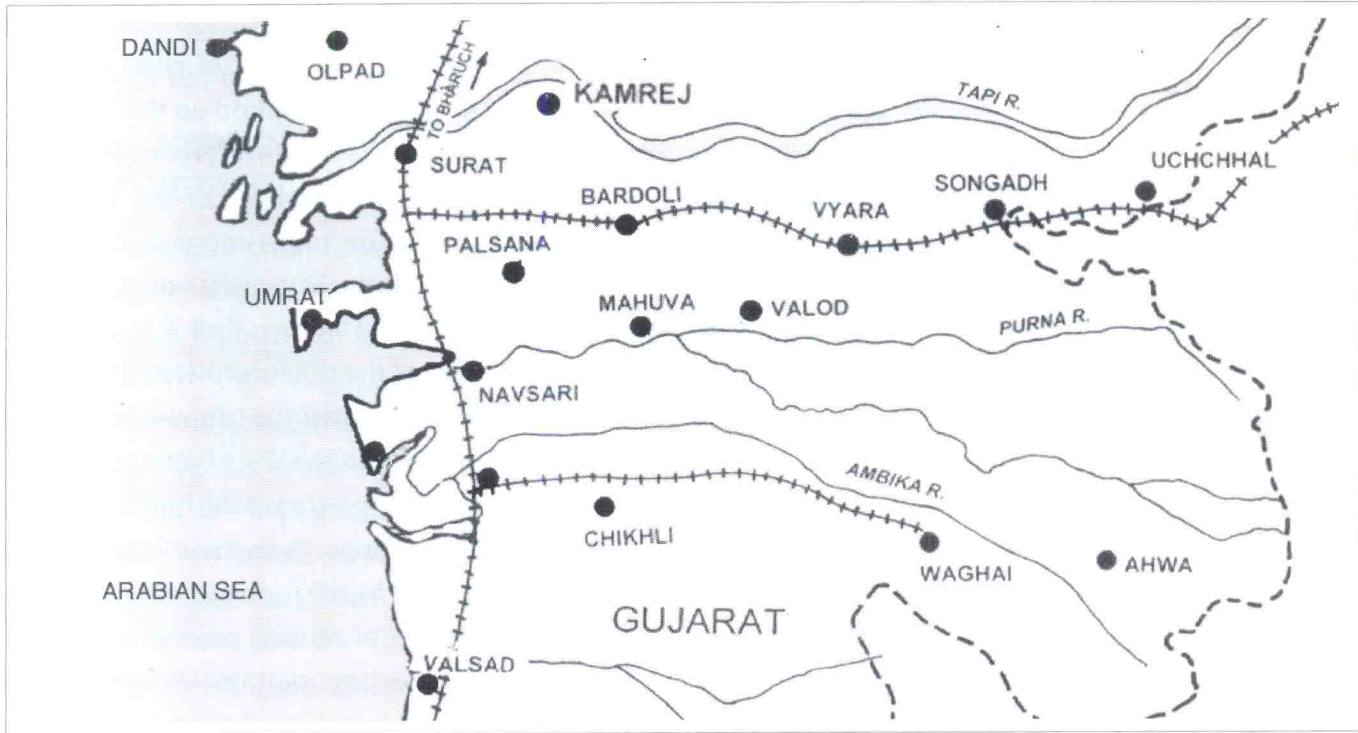 DANDI
OLPAD
TO BHARUCH
KAMREJ
TAPI R.
SURAT
UCHCHHAL
BARDOLI
SONGADH
VYARA
PALSANA
UMRAT
MAHUVA
VALOD
PURNA R.
NAVSARI
AMBIKA R.
CHIKHLI
WAGHAI
AHWA
ARABIAN SEA
GUJARAT
VALSAD